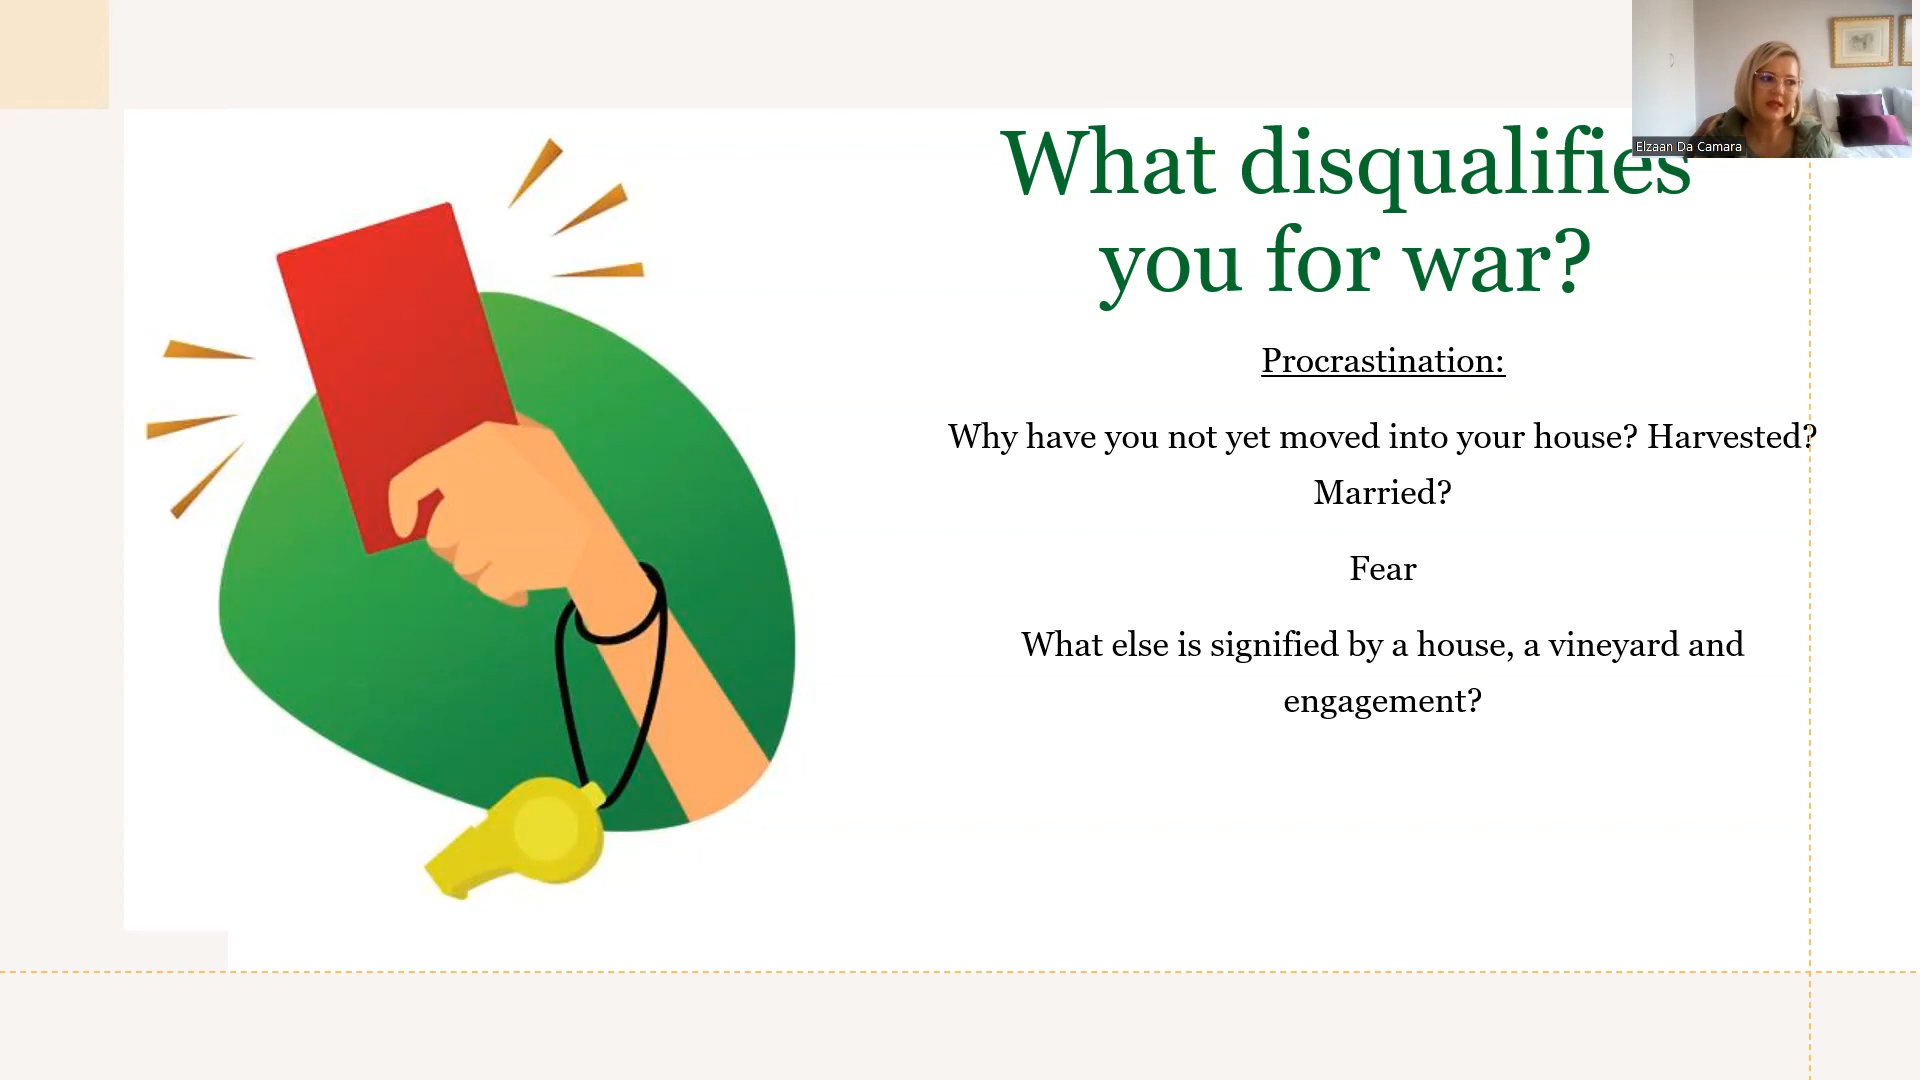 What disqualifies
you for war?
Elzaan Da Camara
Procrastination:
Why have you not yet moved into your house? Harvested?
Married?
Fear
What else is signified by a house, a vineyard and
engagement?